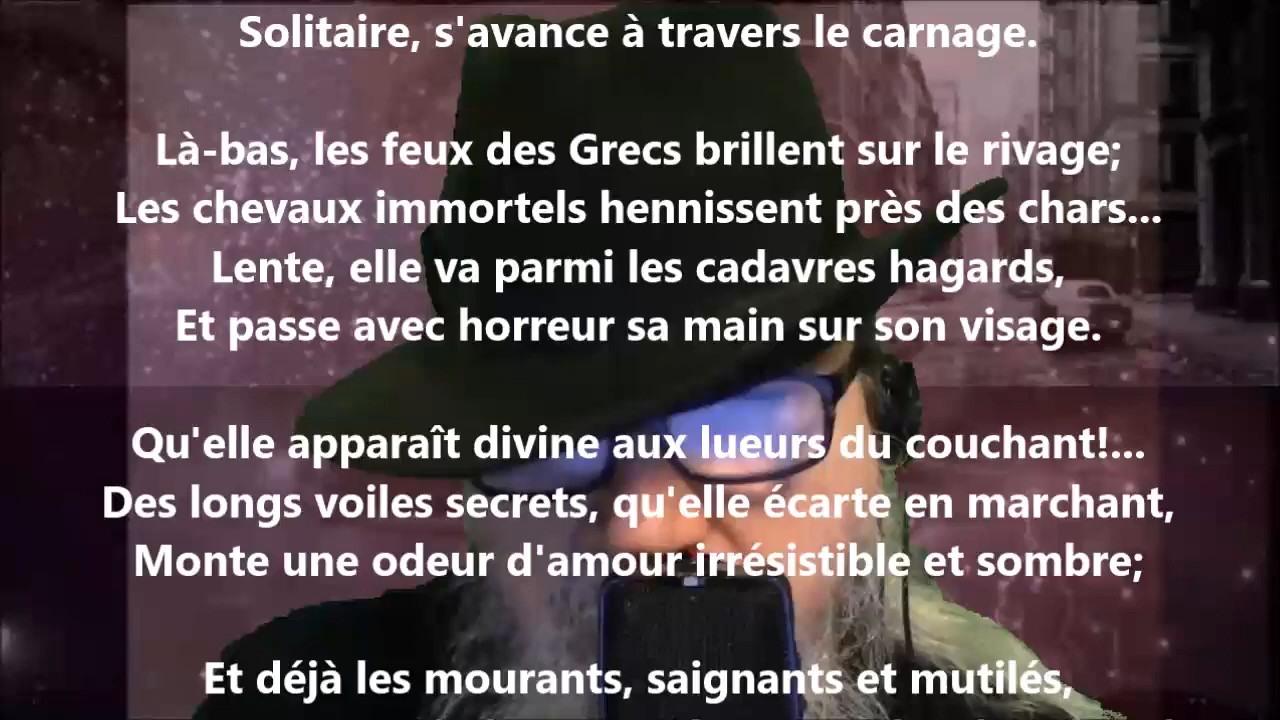 Solitaire, s'avance à travers le carnage.
Là-bas, les feux des Grecs brillent sur le rivage;
Les chevaux immortels hennissent près des chars...
Lente, elle va parmi les cadavres hagards,
Et passe avec horreur sa main sur son visage.
Qu'elle apparaît divine aux lueurs du couchant!...
Des longs voiles secrets, qu'elle écarte en marchant,
Monte une odeur d'amour irrésistible et sombre;
Et déjà les mourants, saignants et mutilés,